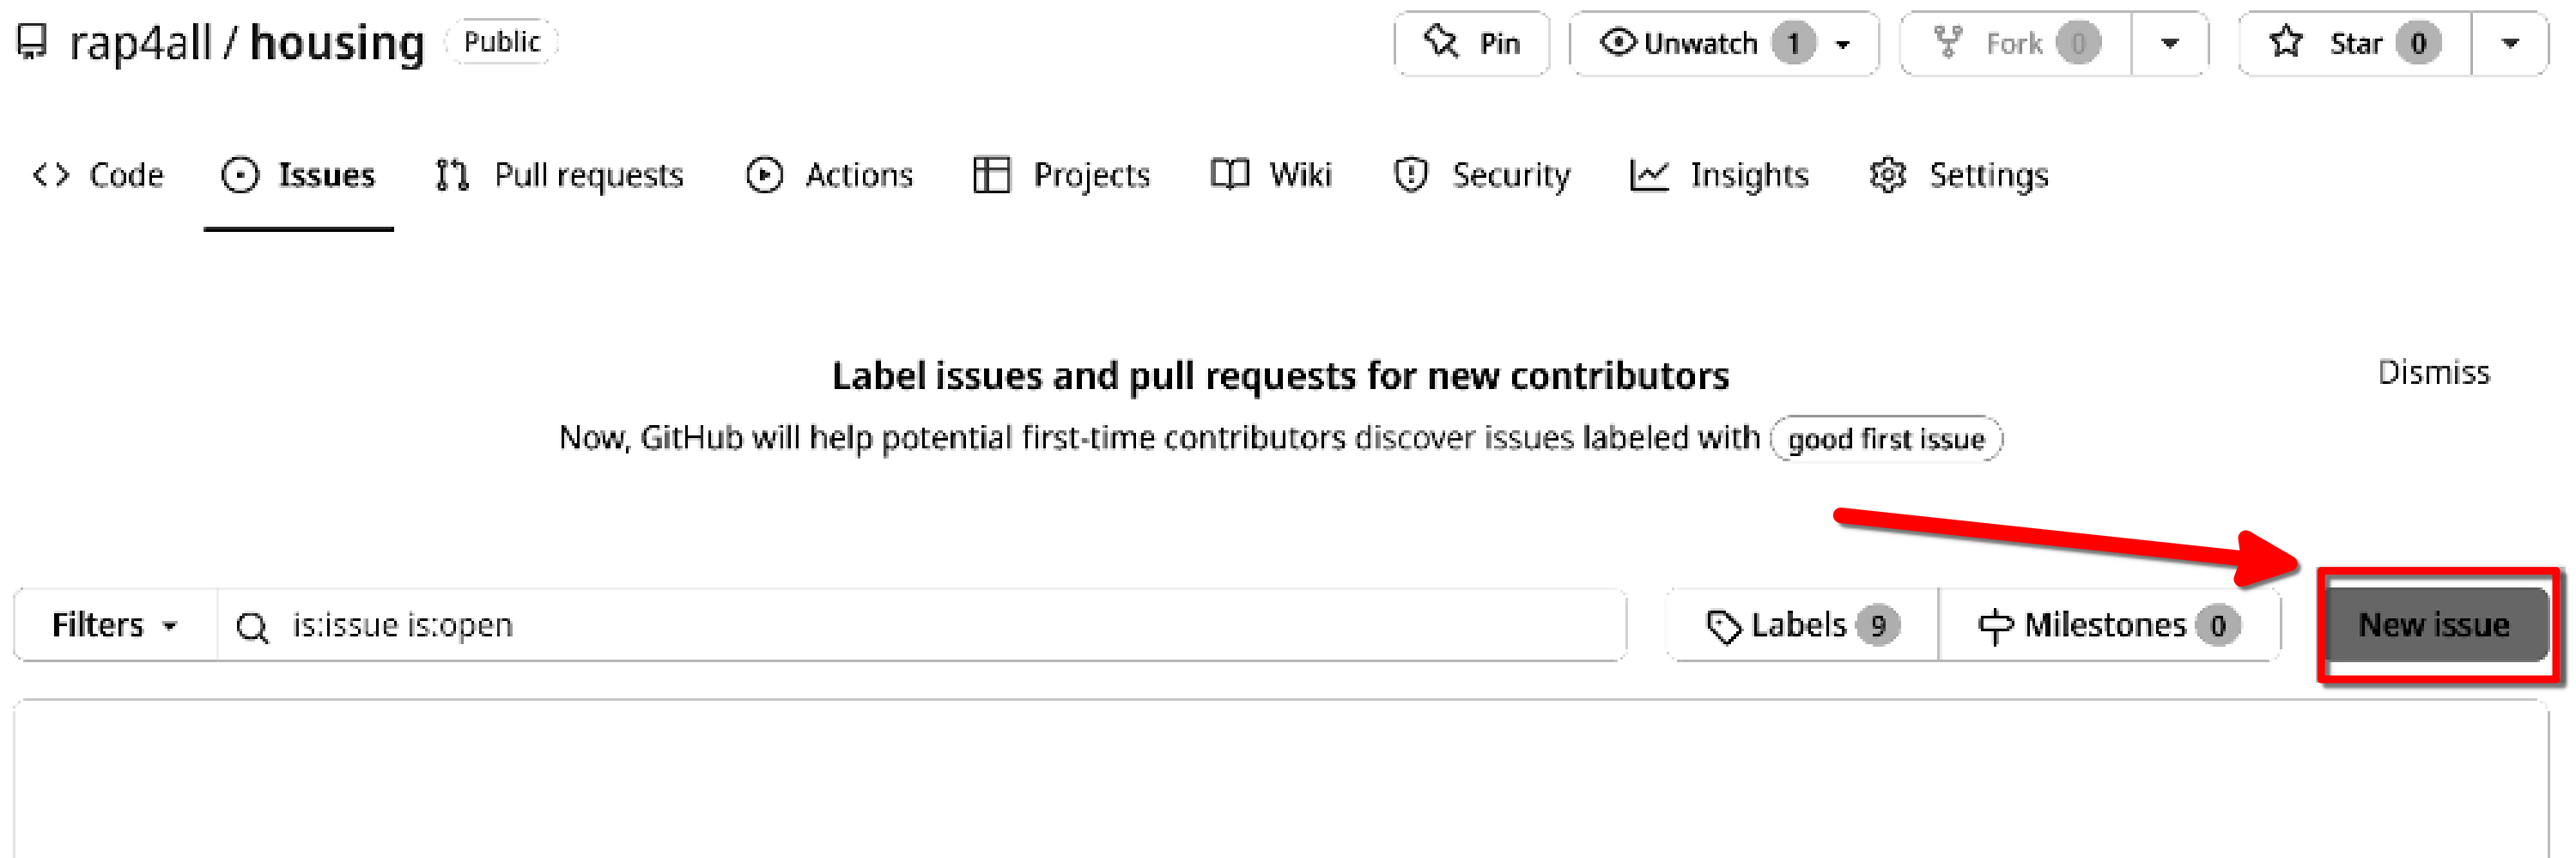 rap4all / housing Public Pin Unwatch 1 Fork 0 Star 0
Code Issues Pull requests Actions Projects Wiki Security Insights Settings
Label issues and pull requests for new contributors Dismiss
Now, GitHub will help potential first-time contributors discover issues labeled with good first issue
Filters is:issue is:open Labels 9 Milestones 0 New issue